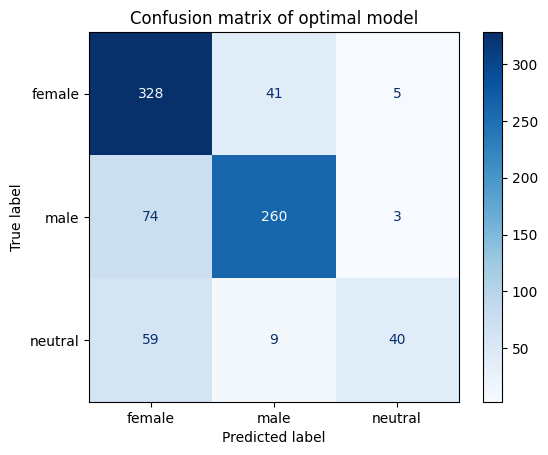 Confusion matrix of optimal model
True label
female 328 41 5
male 74 260 3
neutral 59 9 40
female male neutral
Predicted label
300
250
200
150
100
50